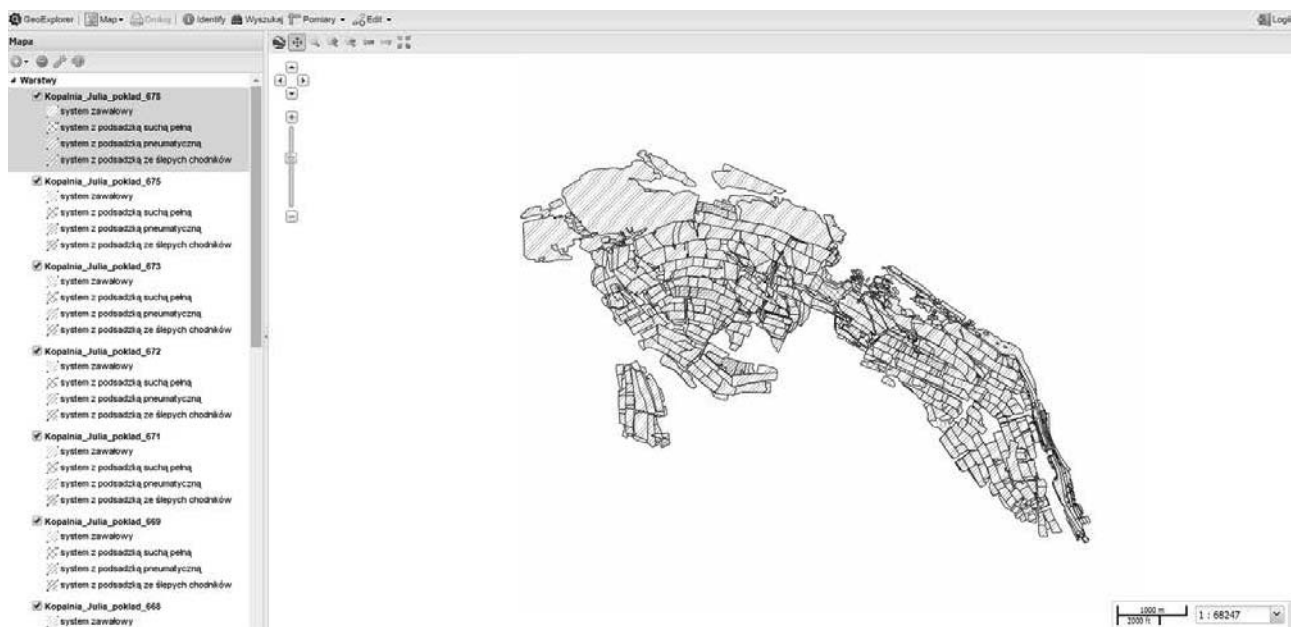 GeoExplorer | Map | Drukuj | Identify Wyszukaj Pomiary Edit
Logi
Mapa
Warstwy
Kopalnia_Julia_poklad_678
system zawałowy
system z podsadzką suchą pełną
system z podsadzką pneumatyczną
system z podsadzką ze ślepych chodników
Kopalnia_Julia_poklad_675
system zawałowy
system z podsadzką suchą pełną
system z podsadzką pneumatyczną
system z podsadzką ze ślepych chodników
Kopalnia_Julia_poklad_673
system zawałowy
system z podsadzką suchą pełną
system z podsadzką pneumatyczną
system z podsadzką ze ślepych chodników
Kopalnia_Julia_poklad_672
system zawałowy
system z podsadzką suchą pełną
system z podsadzką pneumatyczną
system z podsadzką ze ślepych chodników
Kopalnia_Julia_poklad_671
system zawałowy
system z podsadzką suchą pełną
system z podsadzką pneumatyczną
system z podsadzką ze ślepych chodników
Kopalnia_Julia_poklad_669
system zawałowy
system z podsadzką suchą pełną
system z podsadzką pneumatyczną
system z podsadzką ze ślepych chodników
Kopalnia_Julia_poklad_668
system zawałowy
1000 m
2000 ft
1 : 68247